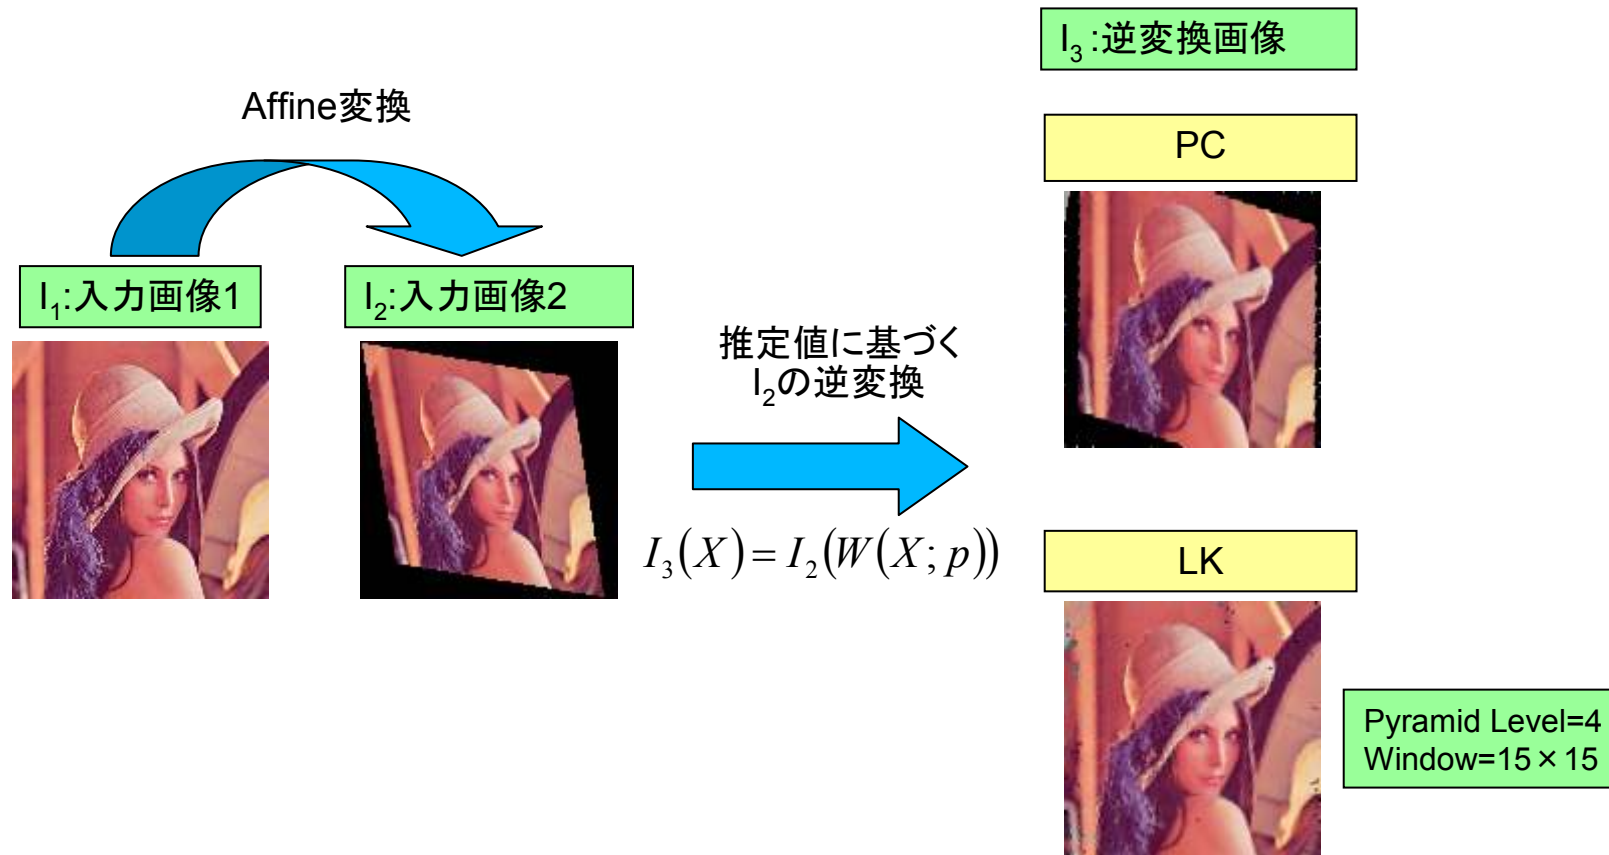 Affine変換
I₁:入力画像1
I₂:入力画像2
推定値に基づく
I₂の逆変換
I₃(X)=I₂(W(X;p))
I₃:逆変換画像
PC
LK
Pyramid Level=4
Window=15×15